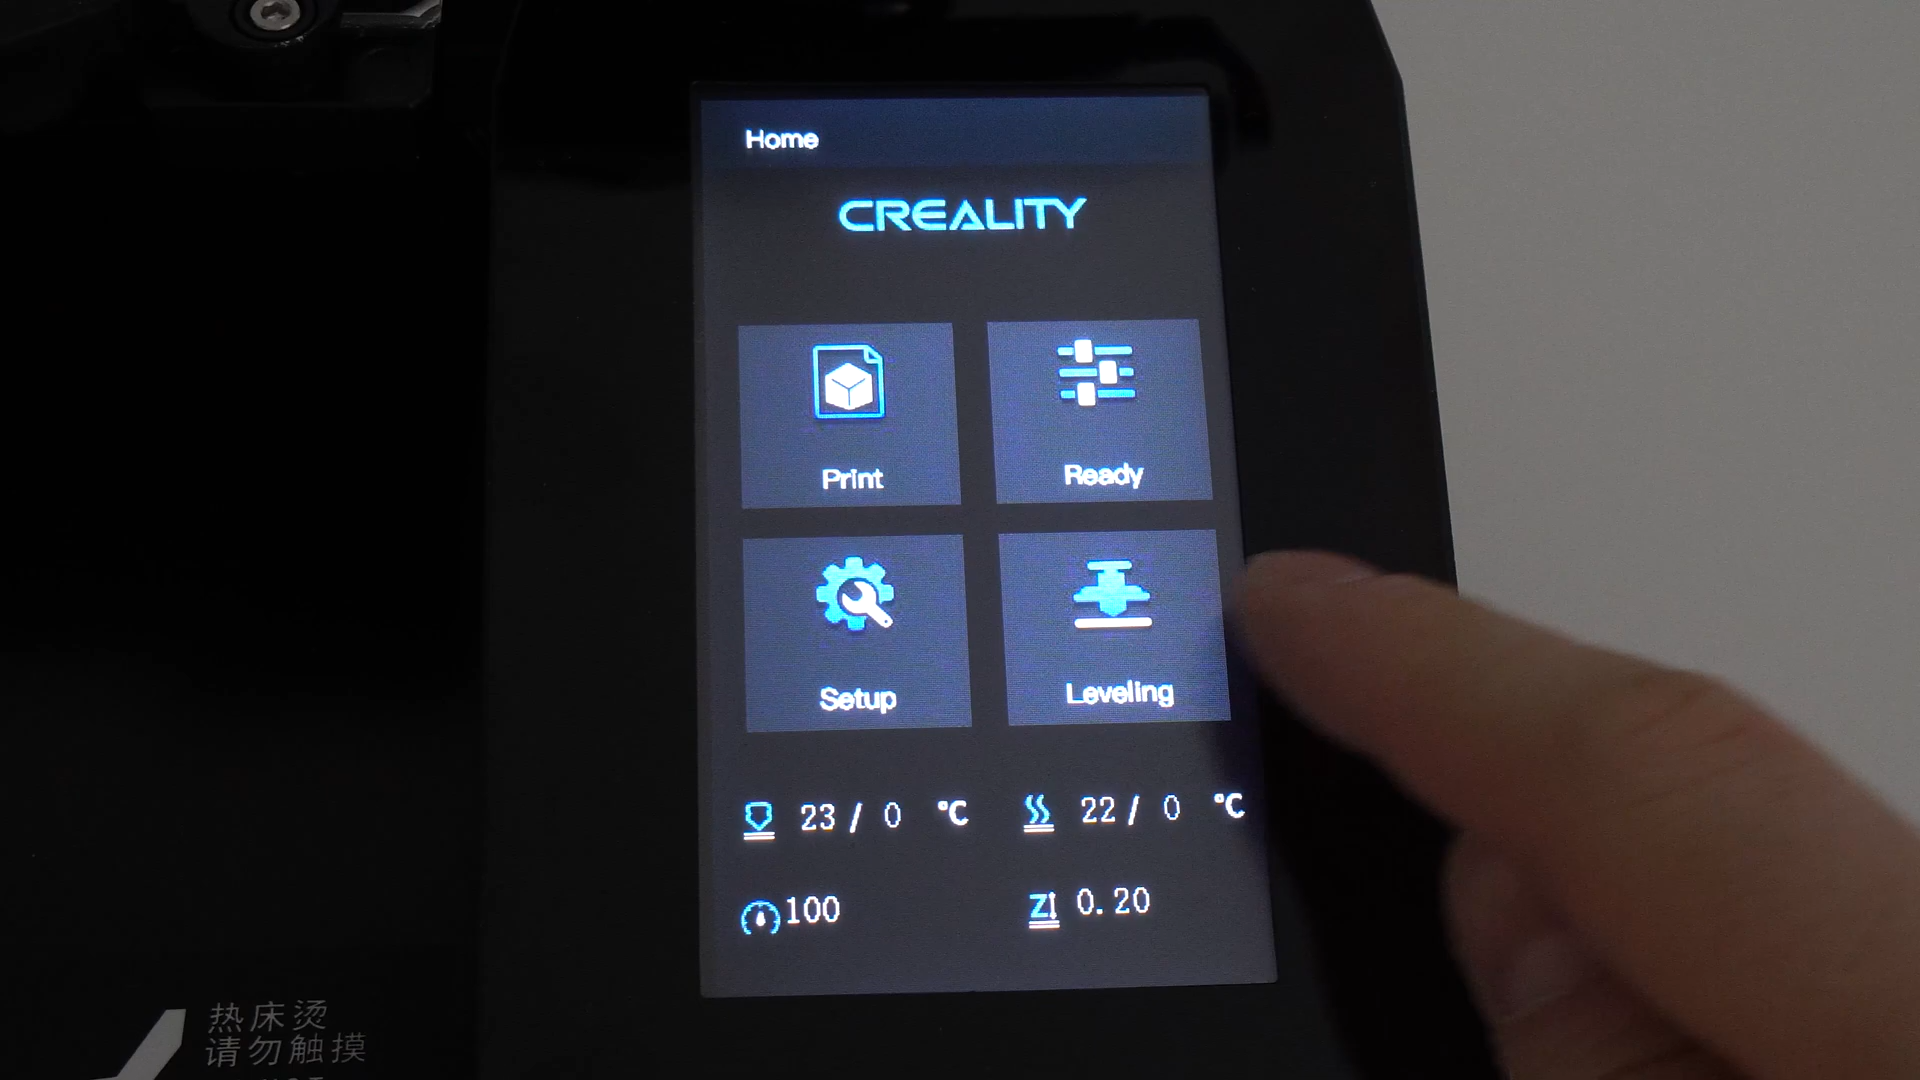 Home
CREALITY
Print
Ready
Setup
Leveling
23 / 0 °C
22 / 0 °C
100
Z 0.20
热床烫
请勿触摸